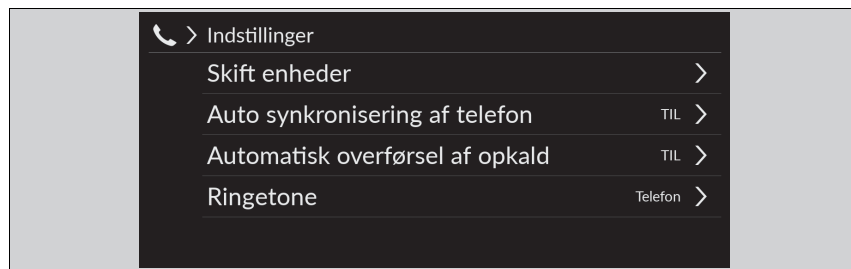 Indstillinger
Skift enheder
Auto synkronisering af telefon TIL
Automatisk overførsel af opkald TIL
Ringetone Telefon